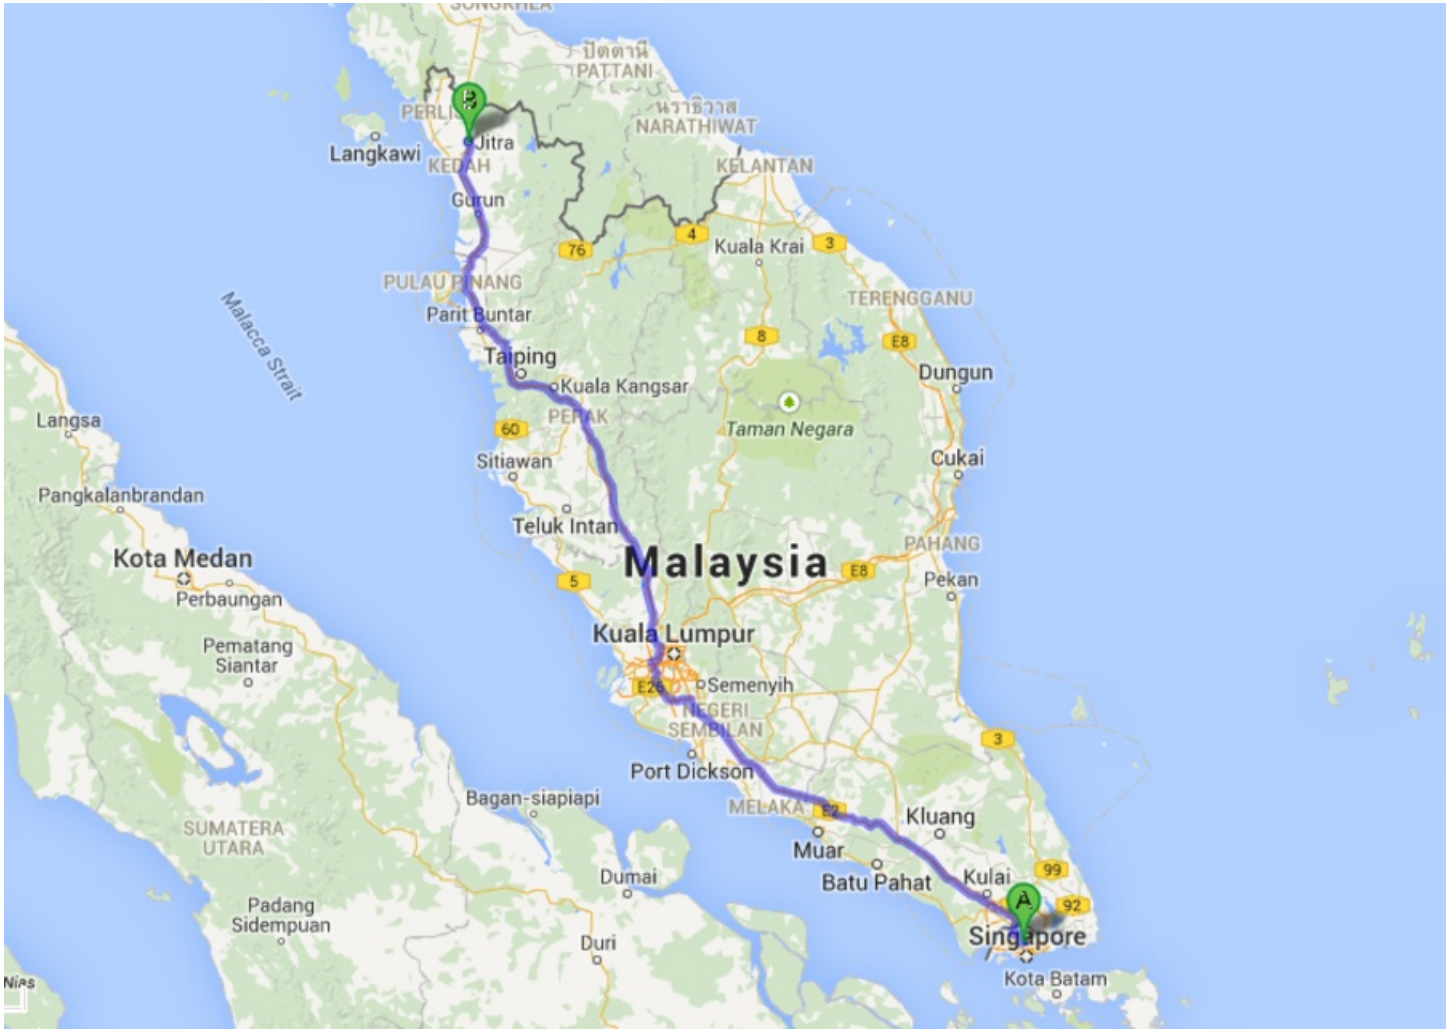 SONGKHLA
ปัตตานี
PATTANI
นราธิวาส
NARATHIWAT
PERLIS
B
Jitra
Langkawi
KEDAH
KELANTAN
Gurun
4
3
76
Kuala Krai
PULAU PINANG
TERENGGANU
Malacca Strait
Parit Buntar
8
E8
Taiping
Dungun
Kuala Kangsar
PERAK
Taman Negara
Langsa
60
Sitiawan
Cukai
Pangkalanbrandan
Teluk Intan
PAHANG
Kota Medan
Malaysia
E8
5
Pekan
Perbaungan
Kuala Lumpur
Pematang
Siantar
E26
Semenyih
NEGERI
SEMBILAN
3
Port Dickson
Bagan-siapiapi
MELAKA
E2
Kluang
SUMATERA
UTARA
Muar
99
Dumai
Batu Pahat
Kulai
A
92
Padang
Sidempuan
Singapore
Duri
Kota Batam
Nias